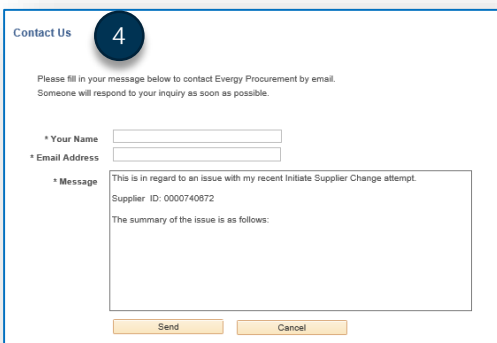 Contact Us
4
Please fill in your message below to contact Evergy Procurement by email.
Someone will respond to your inquiry as soon as possible.
* Your Name
* Email Address
* Message
This is in regard to an issue with my recent Initiate Supplier Change attempt.
Supplier ID: 0000740672
The summary of the issue is as follows:
Send
Cancel